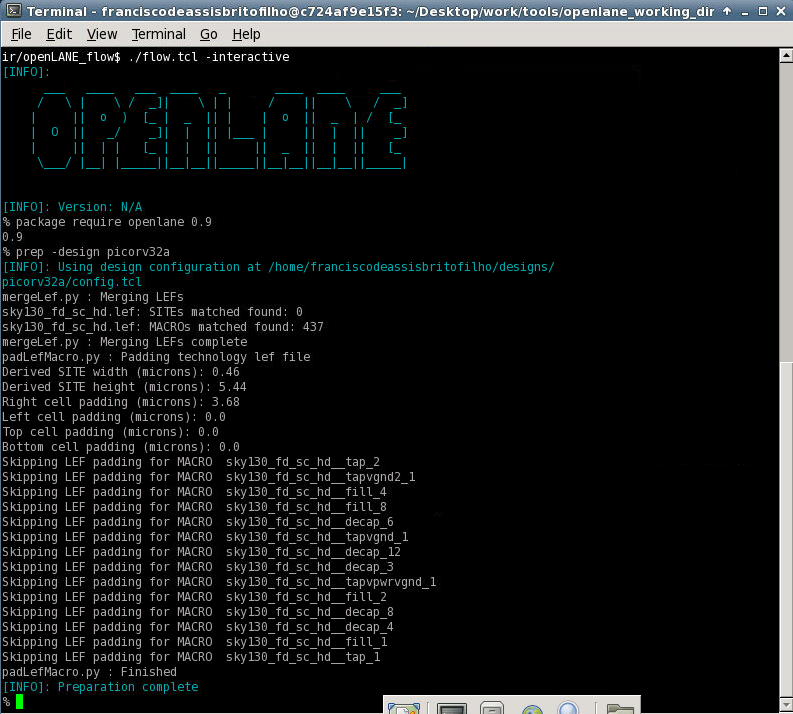 Terminal - franciscodeassisbritofilho@c724af9e15f3: ~/Desktop/work/tools/openlane_working_dir
File Edit View Terminal Go Help
ir/openLANE_flow$ ./flow.tcl -interactive
[INFO]:
OPENLANE
[INFO]: Version: N/A
% package require openlane 0.9
0.9
% prep -design picorv32a
[INFO]: Using design configuration at /home/franciscodeassisbritofilho/designs/
picorv32a/config.tcl
mergeLef.py : Merging LEFs
sky130_fd_sc_hd.lef: SITEs matched found: 0
sky130_fd_sc_hd.lef: MACROs matched found: 437
mergeLef.py : Merging LEFs complete
padLefMacro.py : Padding technology lef file
Derived SITE width (microns): 0.46
Derived SITE height (microns): 5.44
Right cell padding (microns): 3.68
Left cell padding (microns): 0.0
Top cell padding (microns): 0.0
Bottom cell padding (microns): 0.0
Skipping LEF padding for MACRO  sky130_fd_sc_hd__tap_2
Skipping LEF padding for MACRO  sky130_fd_sc_hd__tapvgnd2_1
Skipping LEF padding for MACRO  sky130_fd_sc_hd__fill_4
Skipping LEF padding for MACRO  sky130_fd_sc_hd__fill_8
Skipping LEF padding for MACRO  sky130_fd_sc_hd__decap_6
Skipping LEF padding for MACRO  sky130_fd_sc_hd__tapvgnd_1
Skipping LEF padding for MACRO  sky130_fd_sc_hd__decap_12
Skipping LEF padding for MACRO  sky130_fd_sc_hd__decap_3
Skipping LEF padding for MACRO  sky130_fd_sc_hd__tapvpwrvgnd_1
Skipping LEF padding for MACRO  sky130_fd_sc_hd__fill_2
Skipping LEF padding for MACRO  sky130_fd_sc_hd__decap_8
Skipping LEF padding for MACRO  sky130_fd_sc_hd__decap_4
Skipping LEF padding for MACRO  sky130_fd_sc_hd__fill_1
Skipping LEF padding for MACRO  sky130_fd_sc_hd__tap_1
padLefMacro.py : Finished
[INFO]: Preparation complete
%